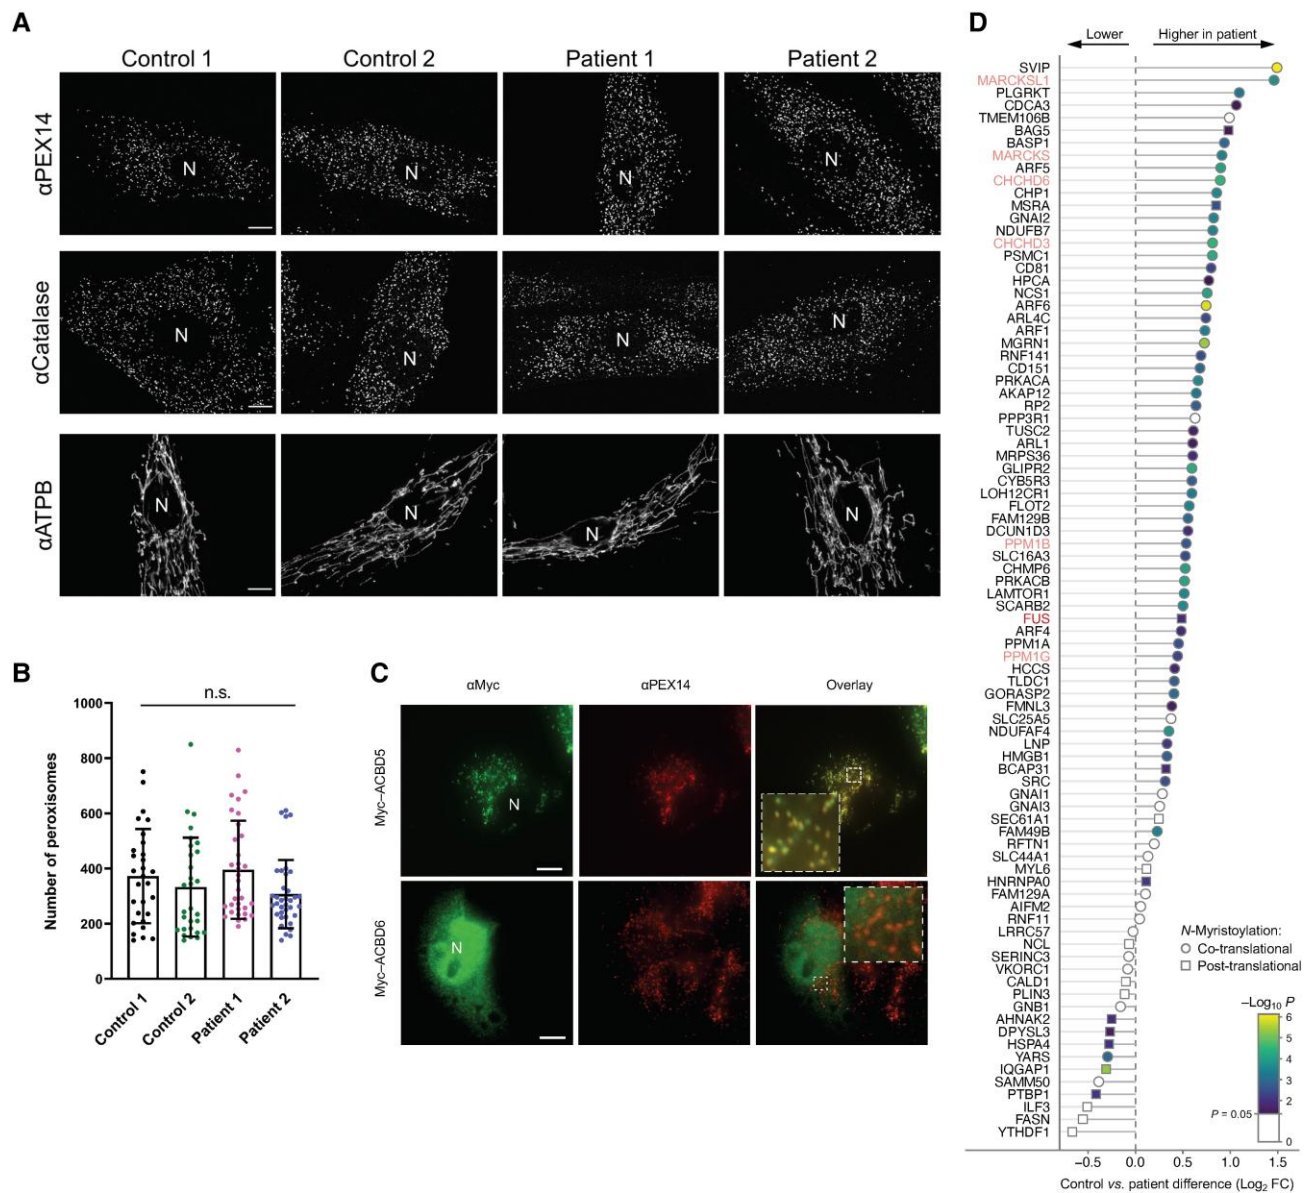 A
Control 1
Control 2
Patient 1
Patient 2
αPEX14
N
N
N
N
αCatalase
N
N
N
N
αATPB
N
N
N
N
B
n.s.
Number of peroxisomes
1000
800
600
400
200
0
Control 1
Control 2
Patient 1
Patient 2
C
αMyc
αPEX14
Overlay
Myc–ACBD5
N
Myc–ACBD6
N
D
Lower
Higher in patient
SVIP
MARCKSL1
PLGRKT
CDCA3
TMEM106B
BAG5
BASP1
MARCKS
ARF5
CHCHD6
CHP1
MSRA
GNAI2
NDUFB7
CHCHD3
PSMC1
CD81
HPCA
NCS1
ARF6
ARL4C
ARF1
MGRN1
RNF141
CD151
PRKACA
AKAP12
RP2
PPP3R1
TUSC2
ARL1
MRPS36
GLIPR2
CYB5R3
LOH12CR1
FLOT2
FAM129B
DCUN1D3
PPM1B
SLC16A3
CHMP6
PRKACB
LAMTOR1
SCARB2
FUS
ARF4
PPM1A
PPM1G
HCCS
TLDC1
GORASP2
FMNL3
SLC25A5
NDUFAF4
LNP
HMGB1
BCAP31
SRC
GNAI1
GNAI3
SEC61A1
FAM49B
RFTN1
SLC44A1
MYL6
HNRNPA0
FAM129A
AIFM2
RNF11
LRRC57
NCL
SERINC3
VKORC1
CALD1
PLIN3
GNB1
AHNAK2
DPYSL3
HSPA4
YARS
IQGAP1
SAMM50
PTBP1
ILF3
FASN
YTHDF1
N-Myristoylation:
Co-translational
Post-translational
–Log10 P
6
5
4
3
2
P = 0.05
0
−0.5 0.0 0.5 1.0 1.5
Control vs. patient difference (Log2 FC)